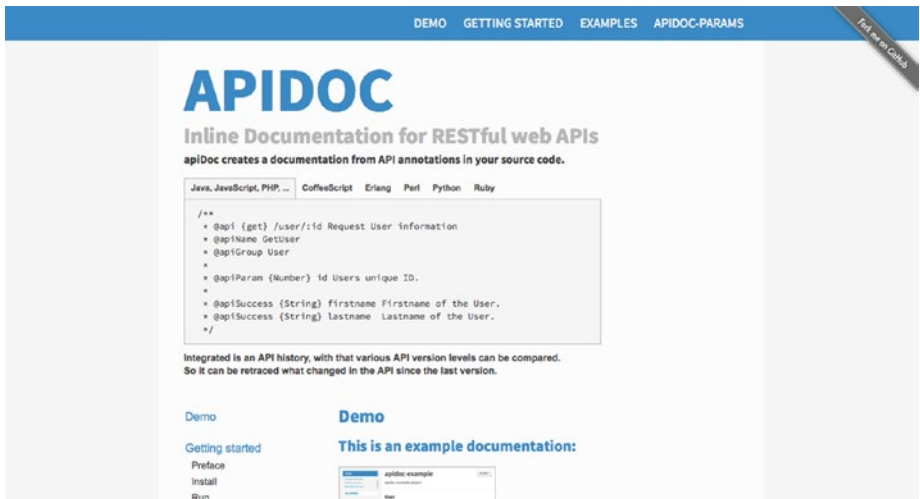 DEMO GETTING STARTED EXAMPLES APIDOC-PARAMS
Fork me on GitHub
APIDOC
Inline Documentation for RESTful web APIs
apiDoc creates a documentation from API annotations in your source code.
Java, JavaScript, PHP, ... CoffeeScript Erlang Perl Python Ruby
/**
* @api {get} /user/:id Request User information
* @apiName GetUser
* @apiGroup User
*
* @apiParam {Number} id Users unique ID.
*
* @apiSuccess {String} firstname Firstname of the User.
* @apiSuccess {String} lastname Lastname of the User.
*/
Integrated is an API history, with that various API version levels can be compared.
So it can be retraced what changed in the API since the last version.
Demo
Getting started
Preface
Install
Run
Demo
This is an example documentation:
apidoc-example
User